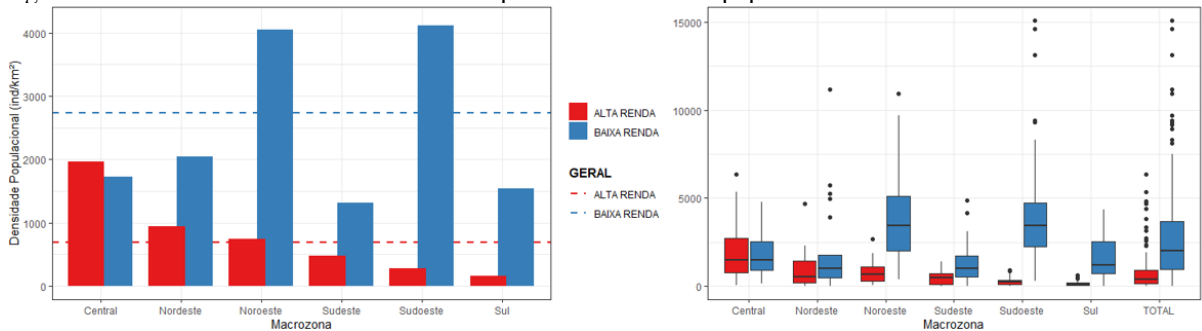 Densidade Populacional (ind/km²)
4000
3000
2000
1000
0
Central
Nordeste
Noroeste
Sudeste
Sudoeste
Sul
Macrozona
ALTA RENDA
BAIXA RENDA
GERAL
ALTA RENDA
BAIXA RENDA
15000
10000
5000
0
Central
Nordeste
Noroeste
Sudeste
Sudoeste
Sul
TOTAL
Macrozona